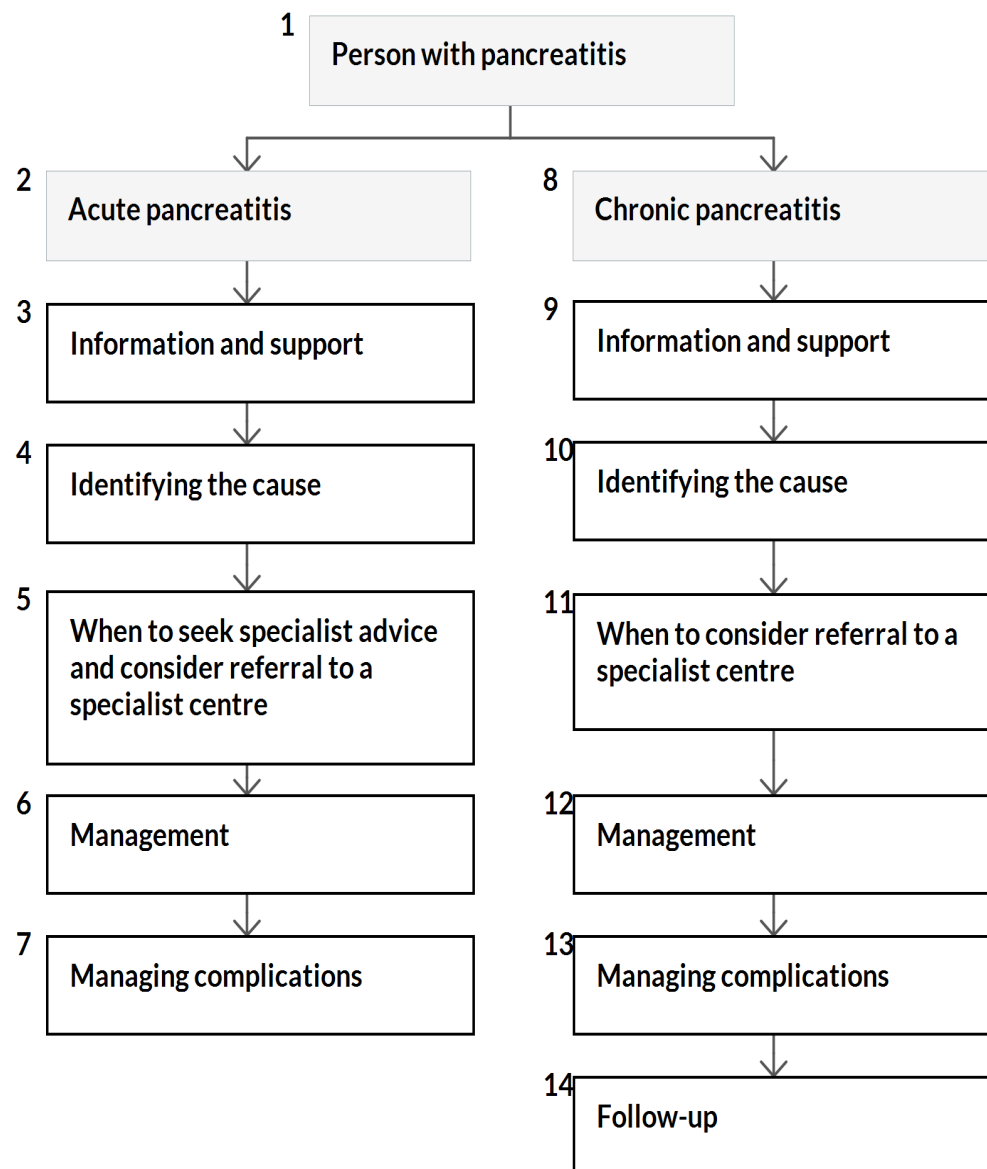 1
Person with pancreatitis
2
Acute pancreatitis
3
Information and support
4
Identifying the cause
5
When to seek specialist advice
and consider referral to a
specialist centre
6
Management
7
Managing complications
8
Chronic pancreatitis
9
Information and support
10
Identifying the cause
11
When to consider referral to a
specialist centre
12
Management
13
Managing complications
14
Follow-up